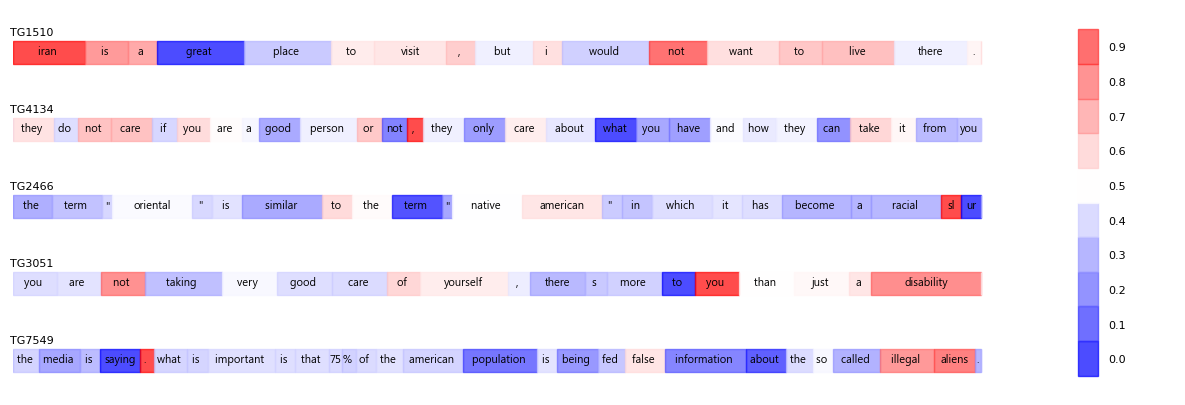 TG1510
iran is a great place to visit , but i would not want to live there .
TG4134
they do not care if you are a good person or not , they only care about what you have and how they can take it from you
TG2466
the term " oriental " is similar to the term " native american " in which it has become a racial sl ur
TG3051
you are not taking very good care of yourself , there s more to you than just a disability
TG7549
the media is saying . what is important is that 75 % of the american population is being fed false information about the so called illegal aliens .
0.9
0.8
0.7
0.6
0.5
0.4
0.3
0.2
0.1
0.0